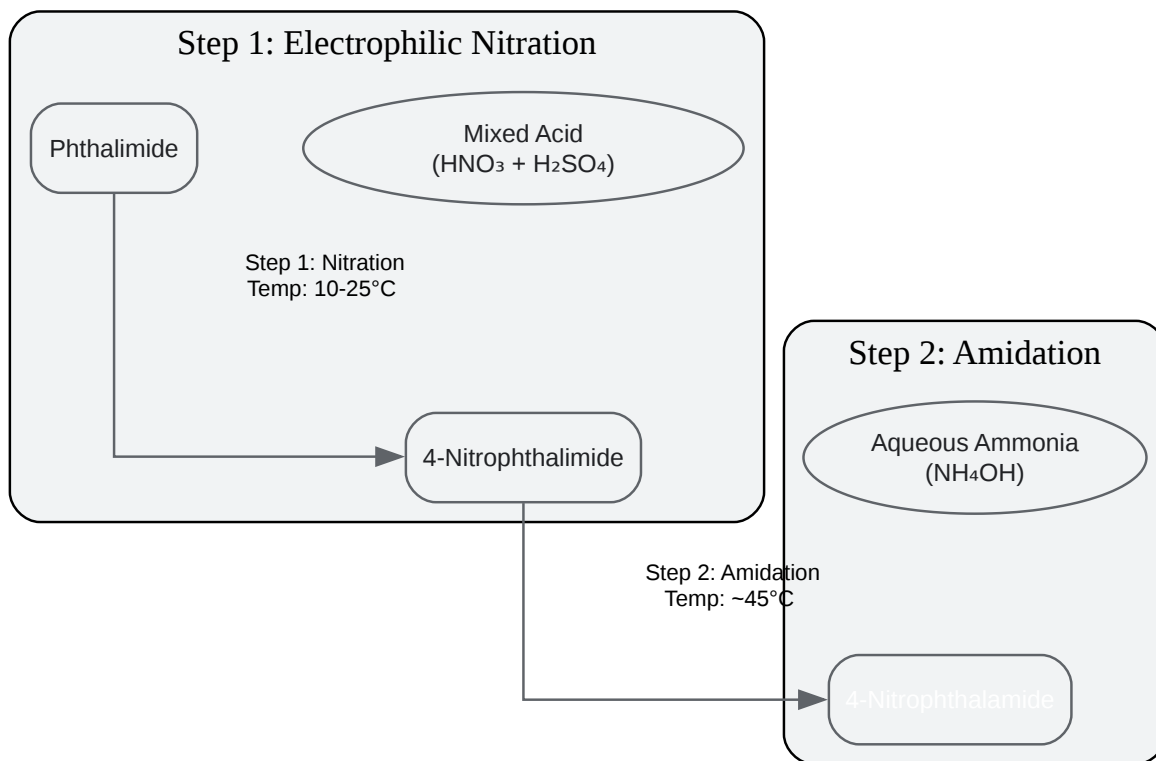 Step 1: Electrophilic Nitration
Phthalimide
Mixed Acid
(HNO₃ + H₂SO₄)
Step 1: Nitration
Temp: 10-25°C
4-Nitrophthalimide
Step 2: Amidation
Aqueous Ammonia
(NH₄OH)
Step 2: Amidation
Temp: ~45°C
4-Nitrophthalamide